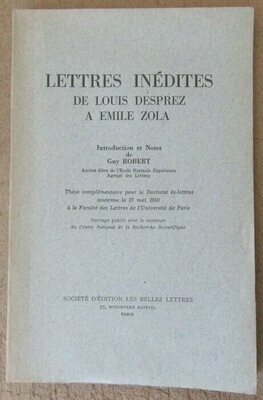 LETTRES INÉDITES
DE LOUIS DESPREZ
A EMILE ZOLA
Introduction et Notes
de
Guy ROBERT
Ancien élève de l'École Normale Supérieure
Agrégé des Lettres
Thèse complémentaire pour le Doctorat ès-lettres
soutenue le 27 mai 1950
à la Faculté des Lettres de l'Université de Paris
Ouvrage publié avec le concours
du Centre National de la Recherche Scientifique
SOCIÉTÉ D'ÉDITION LES BELLES LETTRES
95, BOULEVARD RASPAIL
PARIS